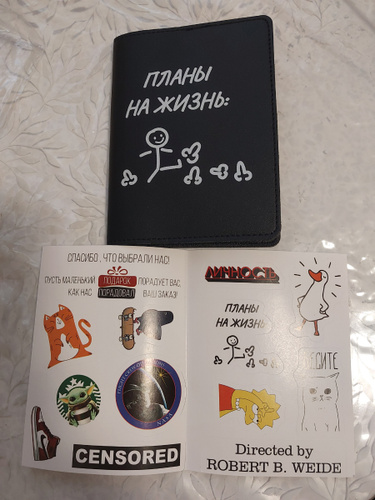 ПЛАНЫ
НА ЖИЗНЬ:
СПАСИБО, ЧТО ВЫБРАЛИ НАС!
ПУСТЬ МАЛЕНЬКИЙ ПОДАРОК ПОРАДУЕТ ВАС,
КАК НАС ПОРАДОВАЛ ВАШ ЗАКАЗ!
CENSORED
ЛИЧНОСТЬ
ПЛАНЫ
НА ЖИЗНЬ
Directed by
ROBERT B. WEIDE